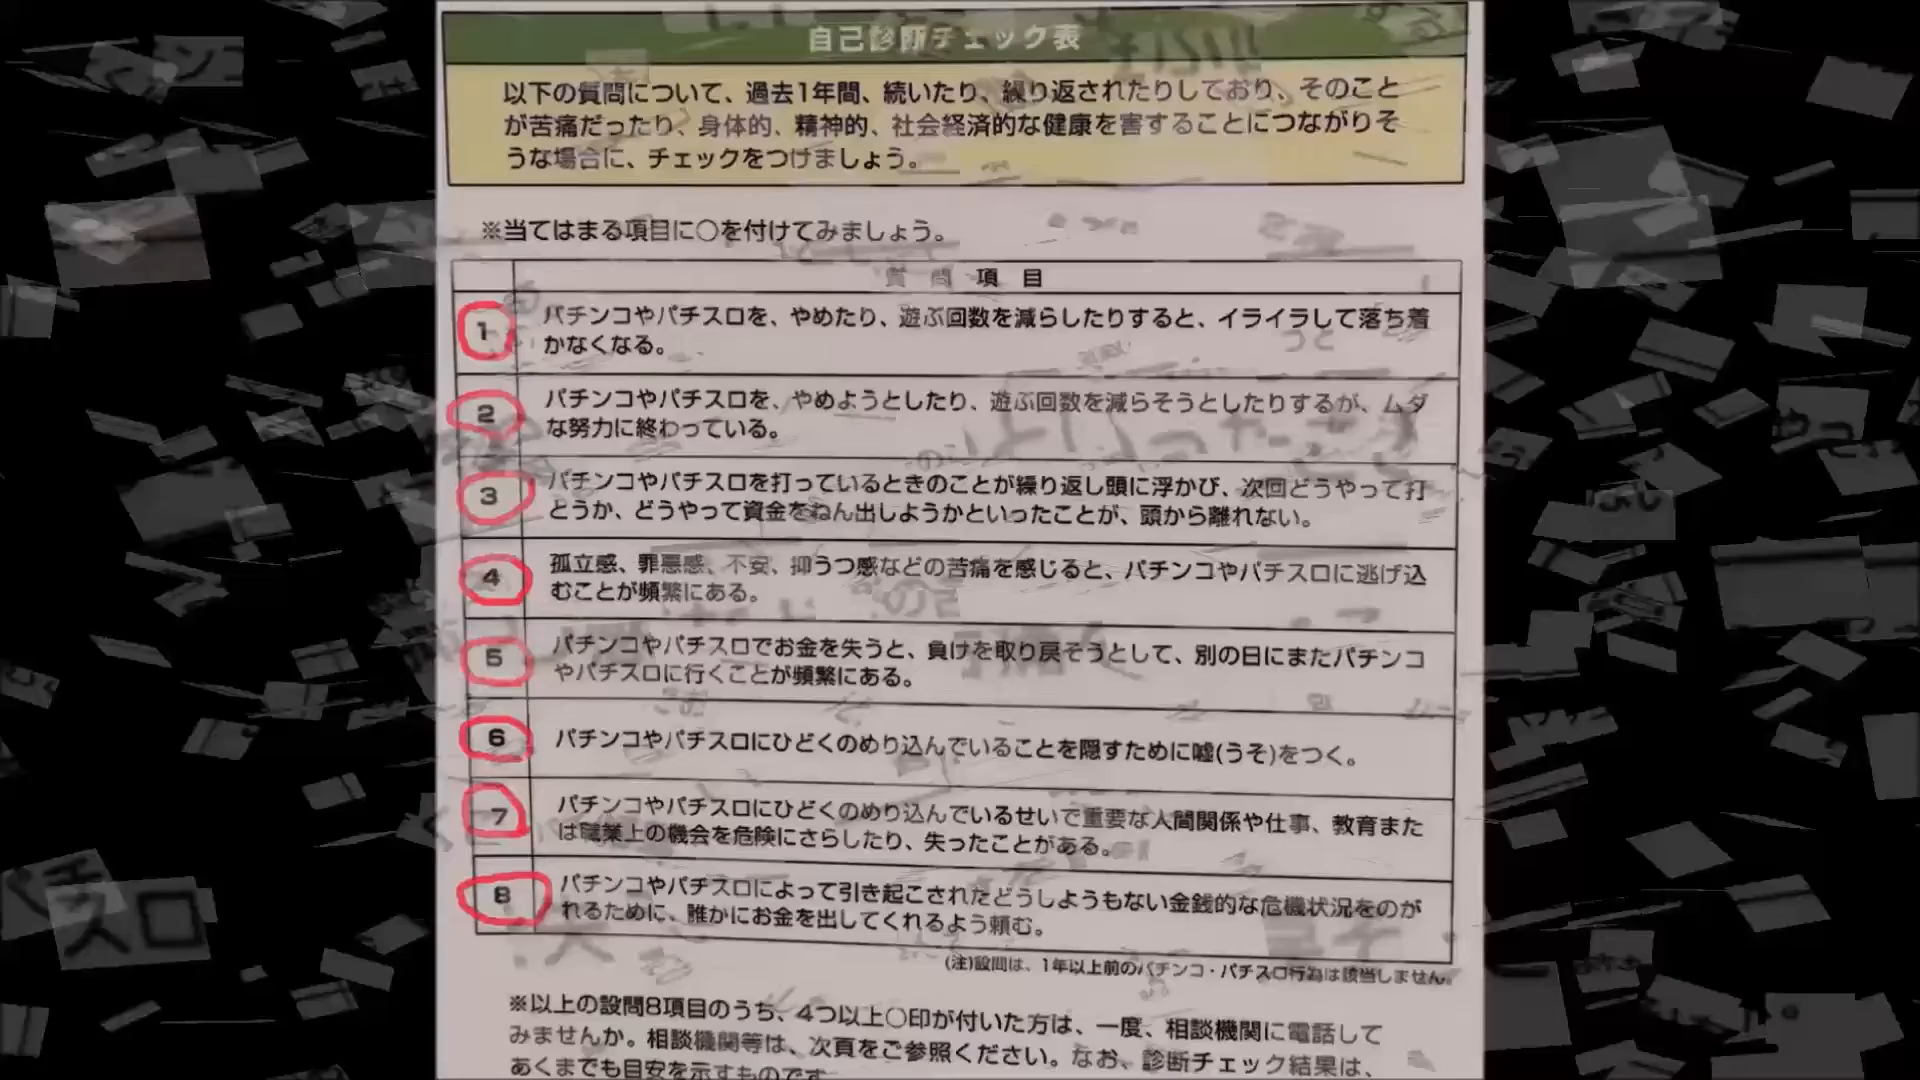 自己診断チェック表
以下の質問について、過去1年間、続いたり、繰り返されたりしており、そのこと
が苦痛だったり、身体的、精神的、社会経済的な健康を害することにつながりそ
うな場合に、チェックをつけましょう。
※当てはまる項目に〇を付けてみましょう。
質 問 項 目
1
パチンコやパチスロを、やめたり、遊ぶ回数を減らしたりすると、イライラして落ち着
かなくなる。
2
パチンコやパチスロを、やめようとしたり、遊ぶ回数を減らそうとしたりするが、ムダ
な努力に終わっている。
3
パチンコやパチスロを打っているときのことが繰り返し頭に浮かび、次回どうやって打
とうか、どうやって資金をねん出しようかといったことが、頭から離れない。
4
孤立感、罪悪感、不安、抑うつ感などの苦痛を感じると、パチンコやパチスロに逃げ込
むことが頻繁にある。
5
パチンコやパチスロでお金を失うと、負けを取り戻そうとして、別の日にまたパチンコ
やパチスロに行くことが頻繁にある。
6
パチンコやパチスロにひどくのめり込んでいることを隠すために嘘(うそ)をつく。
7
パチンコやパチスロにひどくのめり込んでいるせいで重要な人間関係や仕事、教育また
は職業上の機会を危険にさらしたり、失ったことがある。
8
パチンコやパチスロによって引き起こされたどうしようもない金銭的な危機状況をのが
れるために、誰かにお金を出してくれるよう頼む。
(注)設問は、1年以上前のパチンコ・パチスロ行為は該当しません。
※以上の設問8項目のうち、4つ以上〇印が付いた方は、一度、相談機関に電話して
みませんか。相談機関等は、次頁をご参照ください。なお、診断チェック結果は、
あくまでも目安を示すものです
スロ